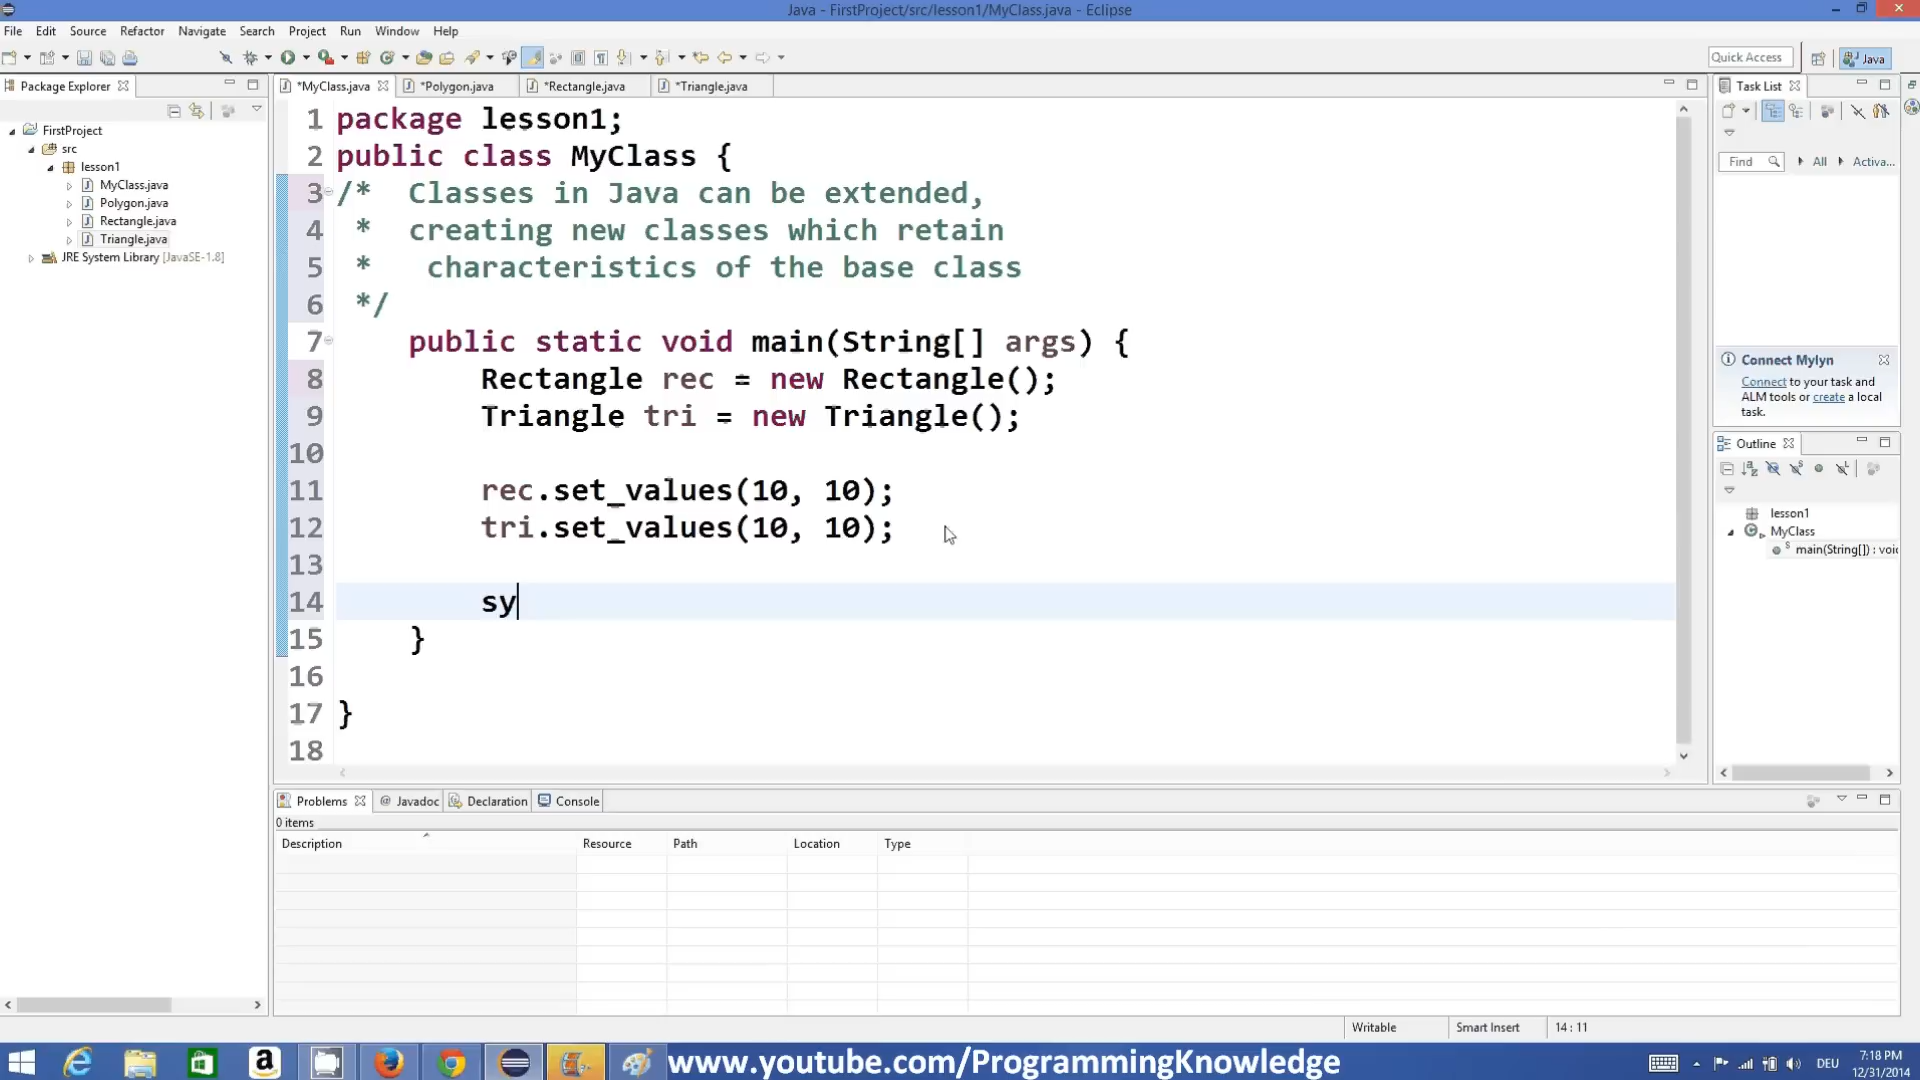 Java - FirstProject/src/lesson1/MyClass.java - Eclipse
File Edit Source Refactor Navigate Search Project Run Window Help
Quick Access
Java
Package Explorer
*MyClass.java *Polygon.java *Rectangle.java *Triangle.java
Task List
FirstProject
src
lesson1
MyClass.java
Polygon.java
Rectangle.java
Triangle.java
JRE System Library [JavaSE-1.8]
1 package lesson1;
2 public class MyClass {
3 /* Classes in Java can be extended,
4 * creating new classes which retain
5 * characteristics of the base class
6 */
7 public static void main(String[] args) {
8 Rectangle rec = new Rectangle();
9 Triangle tri = new Triangle();
10
11 rec.set_values(10, 10);
12 tri.set_values(10, 10);
13
14 sy
15 }
16
17 }
18
Find All Activa...
Connect Mylyn
Connect to your task and
ALM tools or create a local
task.
Outline
lesson1
MyClass
main(String[]) : voi
Problems @ Javadoc Declaration Console
0 items
Description Resource Path Location Type
Writable Smart Insert 14 : 11
www.youtube.com/ProgrammingKnowledge
DEU
7:18 PM
12/31/2014